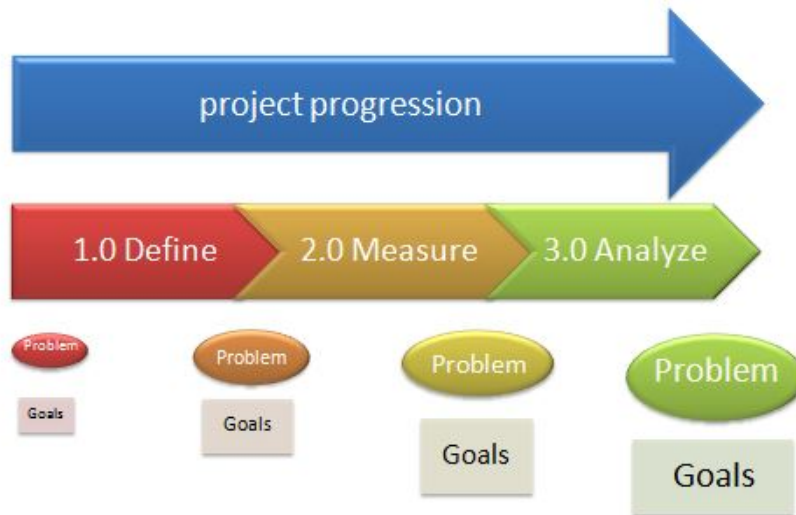 project progression
1.0 Define
2.0 Measure
3.0 Analyze
Problem
Problem
Problem
Problem
Goals
Goals
Goals
Goals